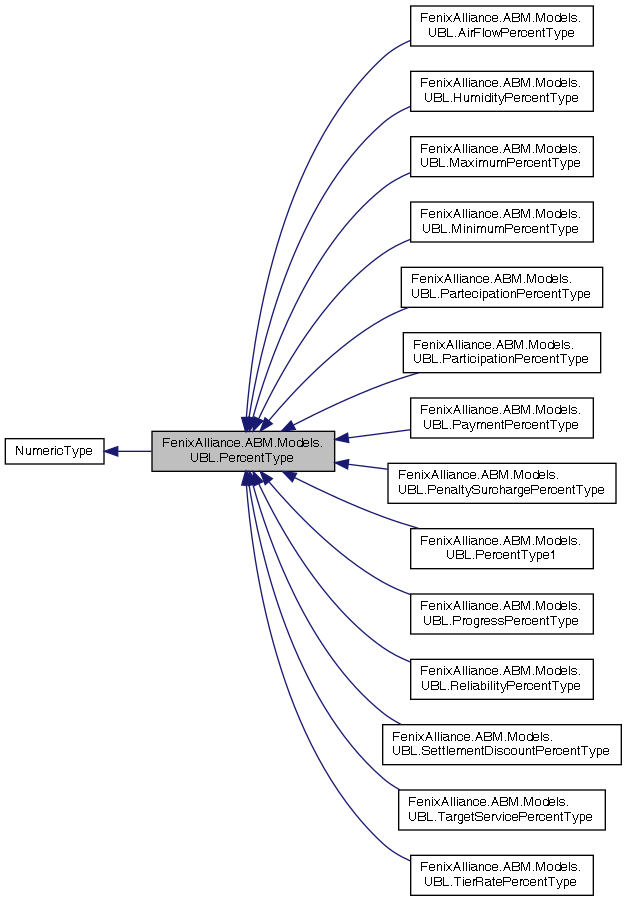 FenixAlliance.ABM.Models.
UBL.AirFlowPercentType
FenixAlliance.ABM.Models.
UBL.HumidityPercentType
FenixAlliance.ABM.Models.
UBL.MaximumPercentType
FenixAlliance.ABM.Models.
UBL.MinimumPercentType
FenixAlliance.ABM.Models.
UBL.PartecipationPercentType
FenixAlliance.ABM.Models.
UBL.ParticipationPercentType
FenixAlliance.ABM.Models.
UBL.PaymentPercentType
NumericType
FenixAlliance.ABM.Models.
UBL.PercentType
FenixAlliance.ABM.Models.
UBL.PenaltySurchargePercentType
FenixAlliance.ABM.Models.
UBL.PercentType1
FenixAlliance.ABM.Models.
UBL.ProgressPercentType
FenixAlliance.ABM.Models.
UBL.ReliabilityPercentType
FenixAlliance.ABM.Models.
UBL.SettlementDiscountPercentType
FenixAlliance.ABM.Models.
UBL.TargetServicePercentType
FenixAlliance.ABM.Models.
UBL.TierRatePercentType